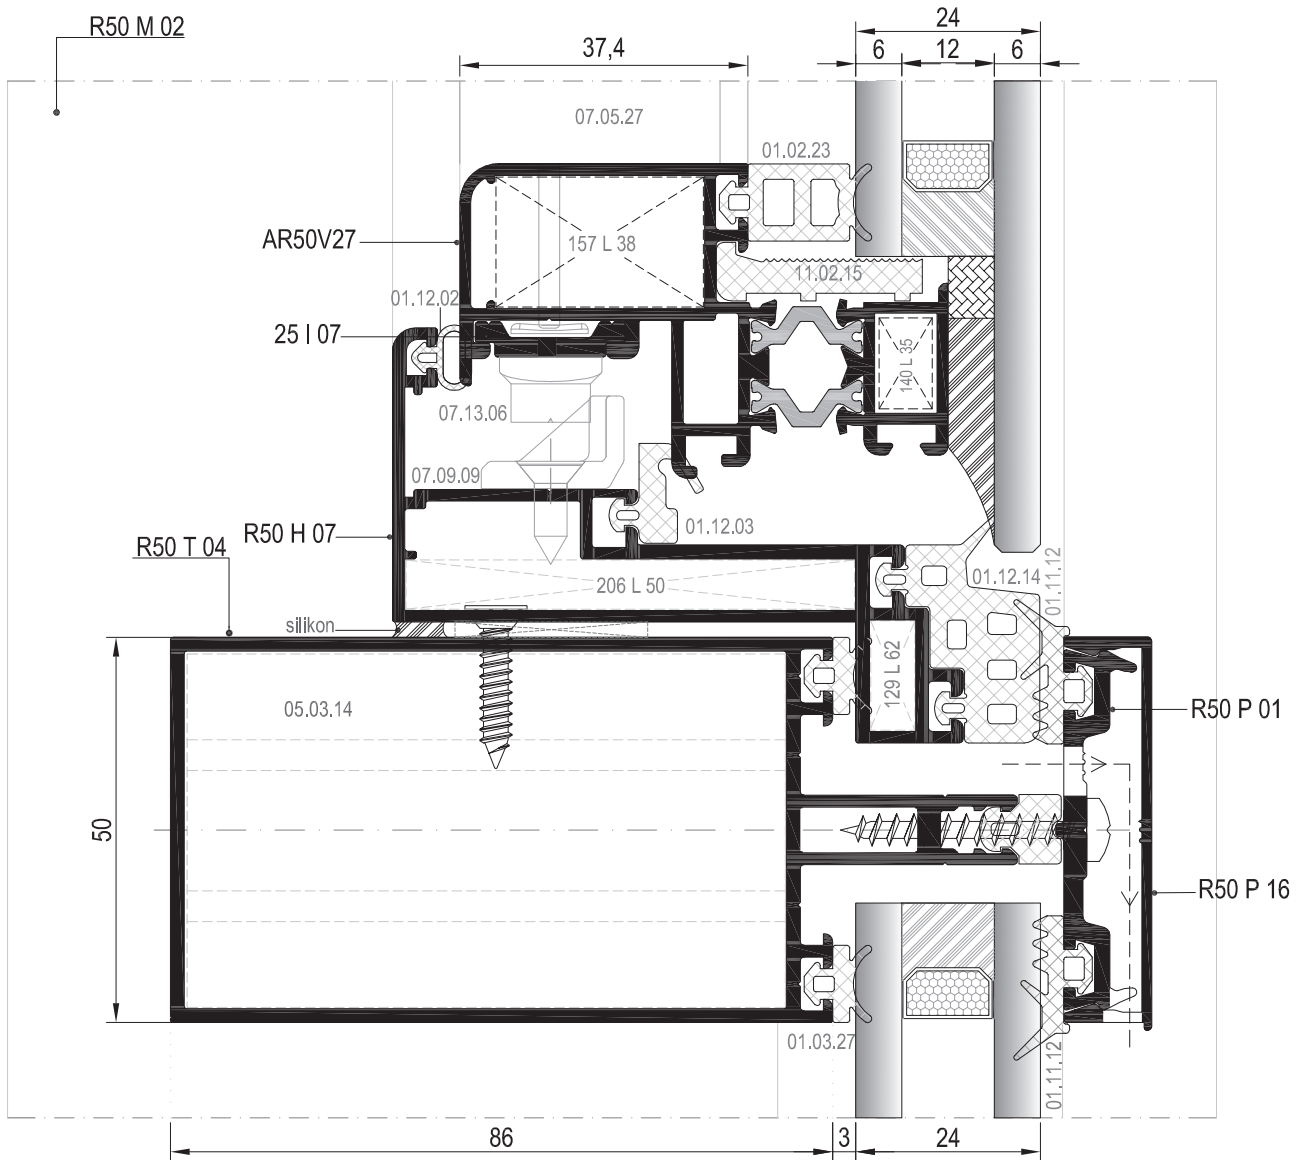 R50 M 02
24
6
12
6
37,4
07.05.27
01.02.23
AR50V27
157 L 38
11.02.15
01.12.02
25 I 07
140 L 35
07.13.06
07.09.09
R50 H 07
01.12.03
R50 T 04
206 L 50
01.12.14
01.11.12
silikon
129 L 62
05.03.14
R50 P 01
50
R50 P 16
01.03.27
01.11.12
86
3
24